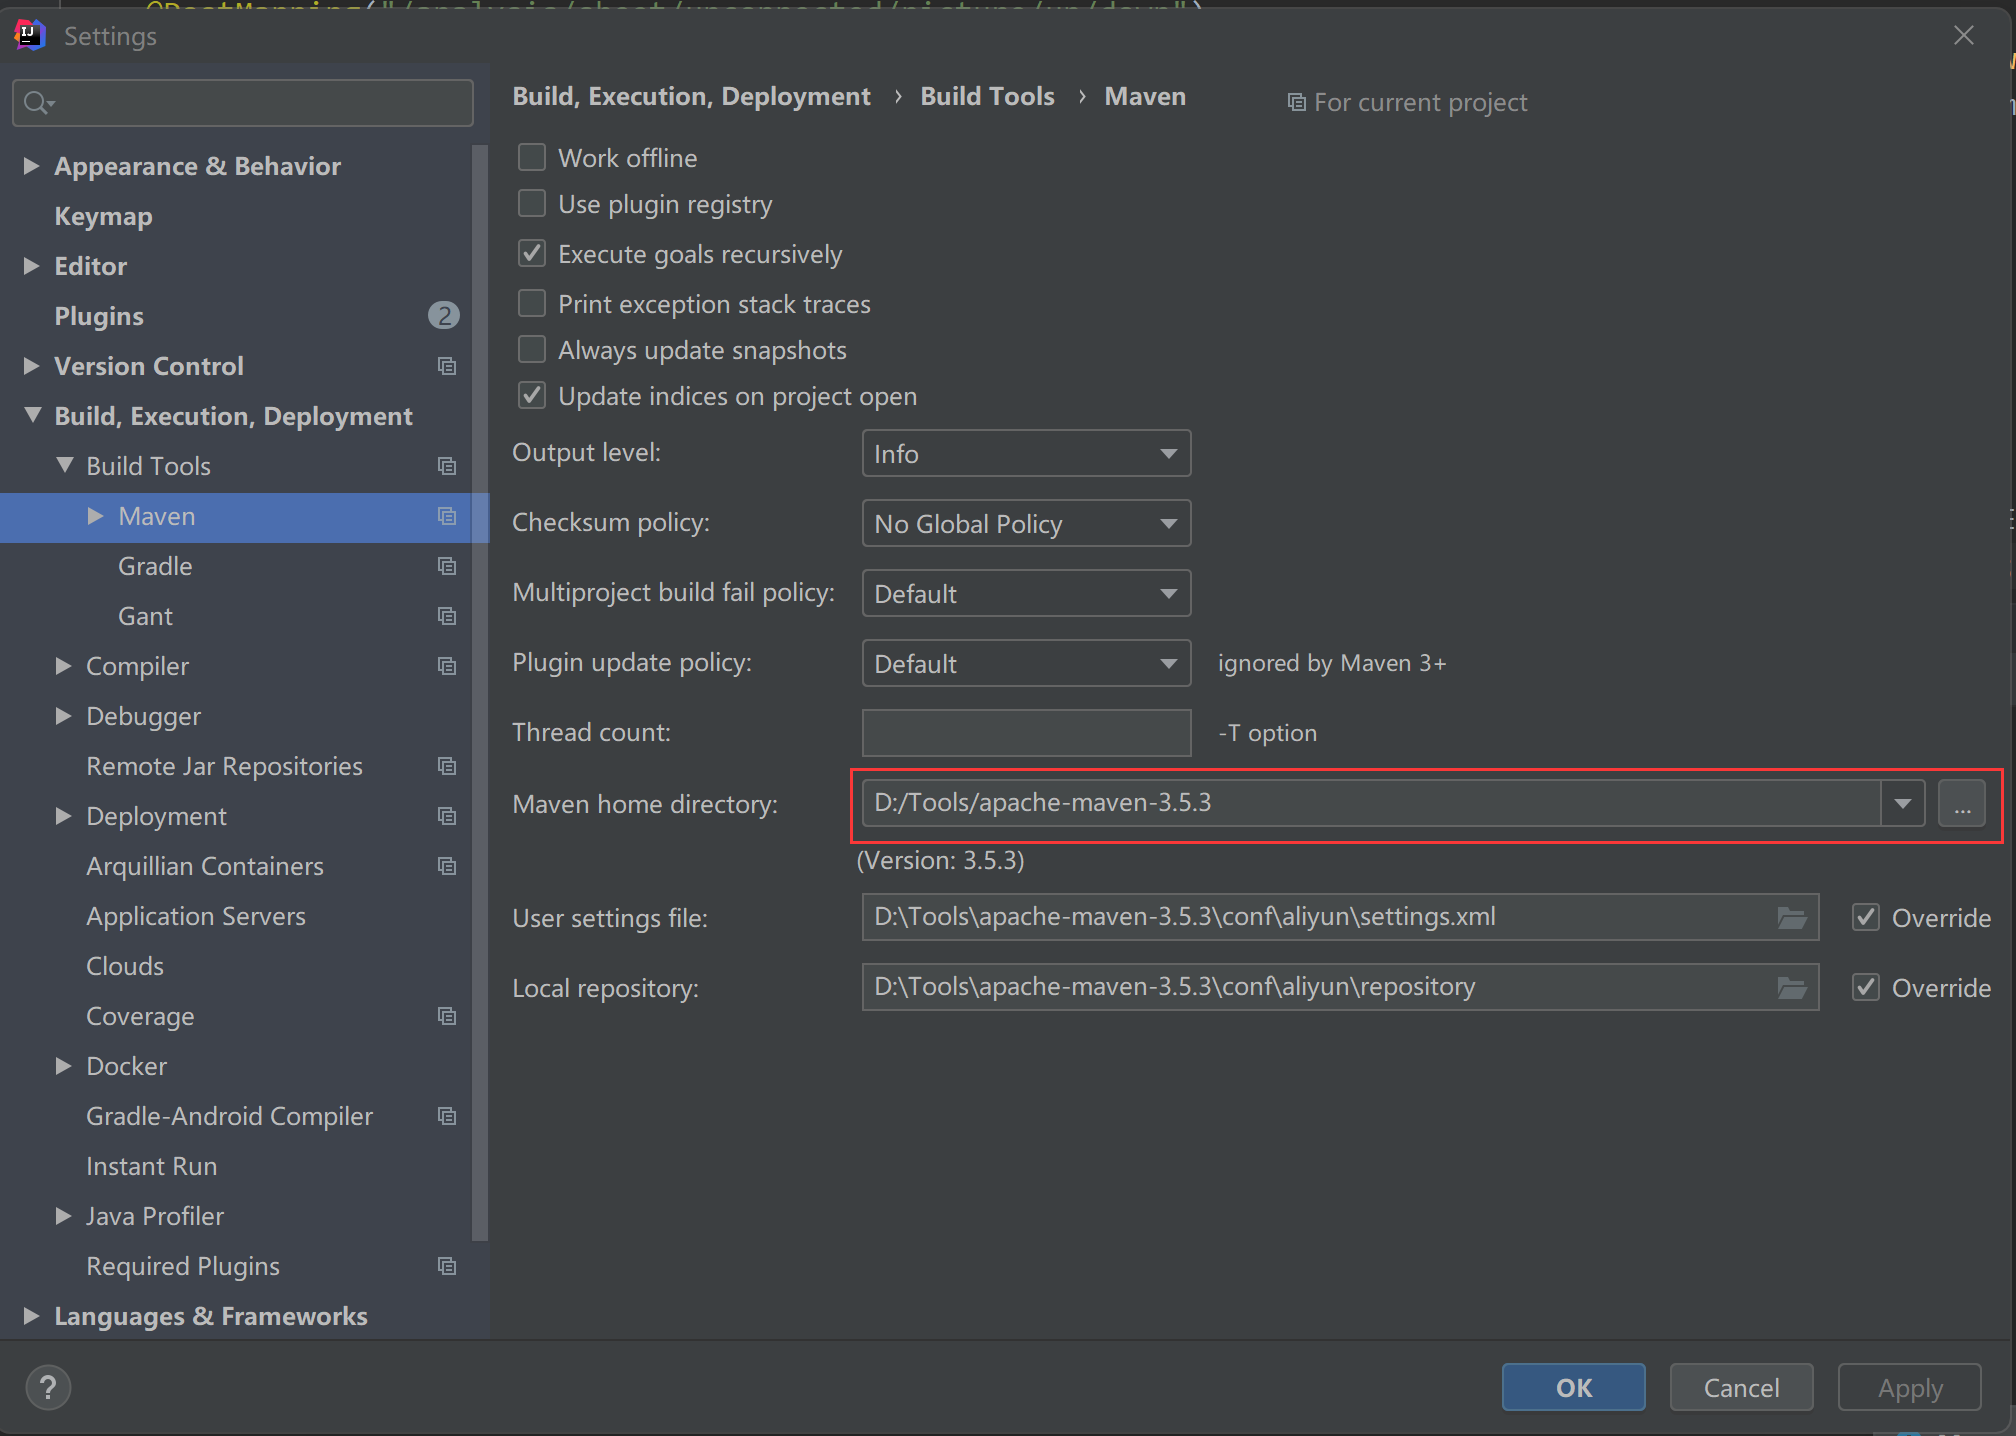 @PostMapping("/analysis/sheet/unconnected/picture/up/down")
Settings
Build, Execution, Deployment › Build Tools › Maven
For current project
Appearance & Behavior
Keymap
Editor
Plugins 2
Version Control
Build, Execution, Deployment
Build Tools
Maven
Gradle
Gant
Compiler
Debugger
Remote Jar Repositories
Deployment
Arquillian Containers
Application Servers
Clouds
Coverage
Docker
Gradle-Android Compiler
Instant Run
Java Profiler
Required Plugins
Languages & Frameworks
Work offline
Use plugin registry
Execute goals recursively
Print exception stack traces
Always update snapshots
Update indices on project open
Output level: Info
Checksum policy: No Global Policy
Multiproject build fail policy: Default
Plugin update policy: Default ignored by Maven 3+
Thread count: -T option
Maven home directory: D:/Tools/apache-maven-3.5.3 ...
(Version: 3.5.3)
User settings file: D:\Tools\apache-maven-3.5.3\conf\aliyun\settings.xml Override
Local repository: D:\Tools\apache-maven-3.5.3\conf\aliyun\repository Override
? OK Cancel Apply